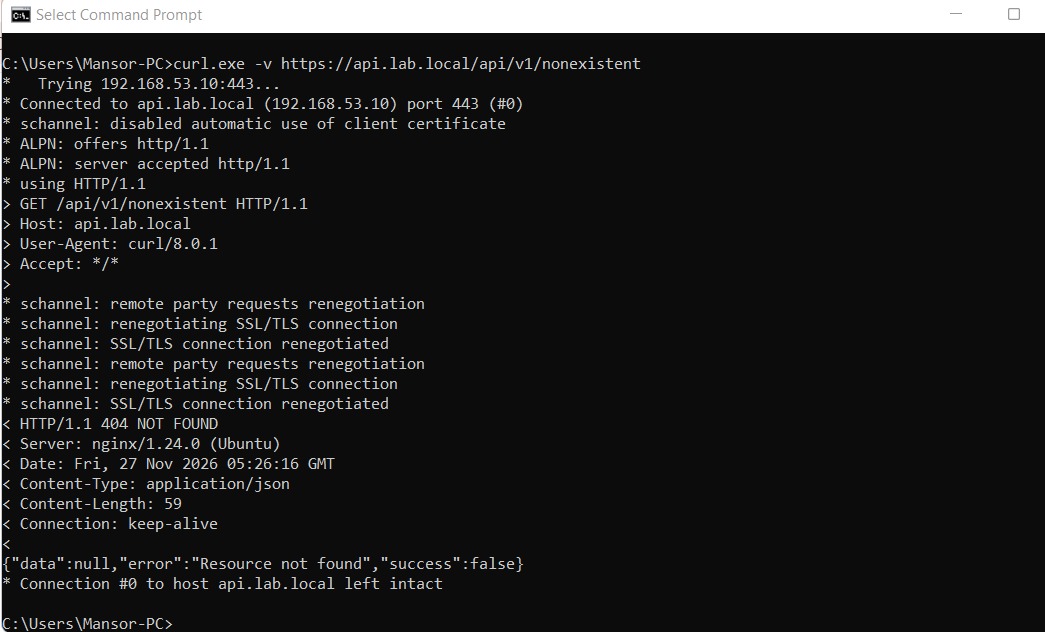 Select Command Prompt
C:\Users\Mansor-PC>curl.exe -v https://api.lab.local/api/v1/nonexistent
*   Trying 192.168.53.10:443...
* Connected to api.lab.local (192.168.53.10) port 443 (#0)
* schannel: disabled automatic use of client certificate
* ALPN: offers http/1.1
* ALPN: server accepted http/1.1
* using HTTP/1.1
> GET /api/v1/nonexistent HTTP/1.1
> Host: api.lab.local
> User-Agent: curl/8.0.1
> Accept: */*
>
* schannel: remote party requests renegotiation
* schannel: renegotiating SSL/TLS connection
* schannel: SSL/TLS connection renegotiated
* schannel: remote party requests renegotiation
* schannel: renegotiating SSL/TLS connection
* schannel: SSL/TLS connection renegotiated
< HTTP/1.1 404 NOT FOUND
< Server: nginx/1.24.0 (Ubuntu)
< Date: Fri, 27 Nov 2026 05:26:16 GMT
< Content-Type: application/json
< Content-Length: 59
< Connection: keep-alive
<
{"data":null,"error":"Resource not found","success":false}
* Connection #0 to host api.lab.local left intact
C:\Users\Mansor-PC>